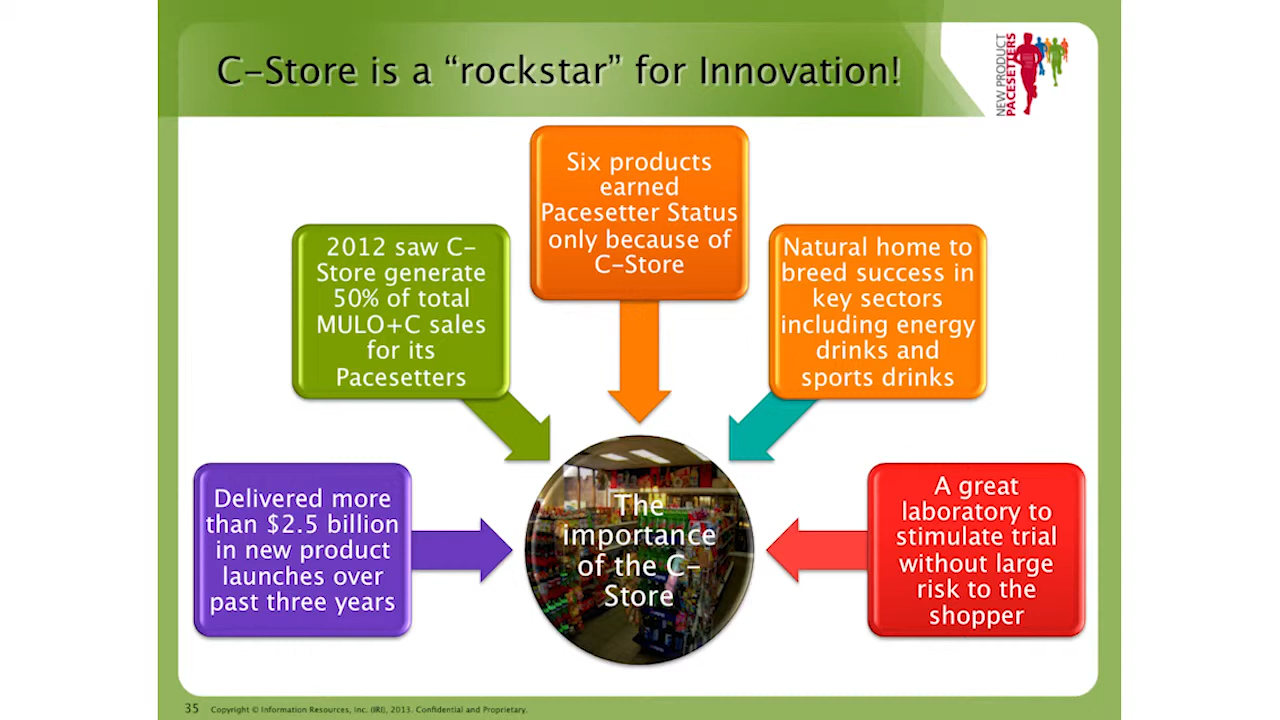 C-Store is a “rockstar” for Innovation!
NEW PRODUCT
PACESETTERS
Six products
earned
Pacesetter Status
only because of
C-Store
2012 saw C-
Store generate
50% of total
MULO+C sales
for its
Pacesetters
Natural home to
breed success in
key sectors
including energy
drinks and
sports drinks
Delivered more
than $2.5 billion
in new product
launches over
past three years
The
importance
of the C-
Store
A great
laboratory to
stimulate trial
without large
risk to the
shopper
35 Copyright © Information Resources, Inc. (IRI), 2013. Confidential and Proprietary.